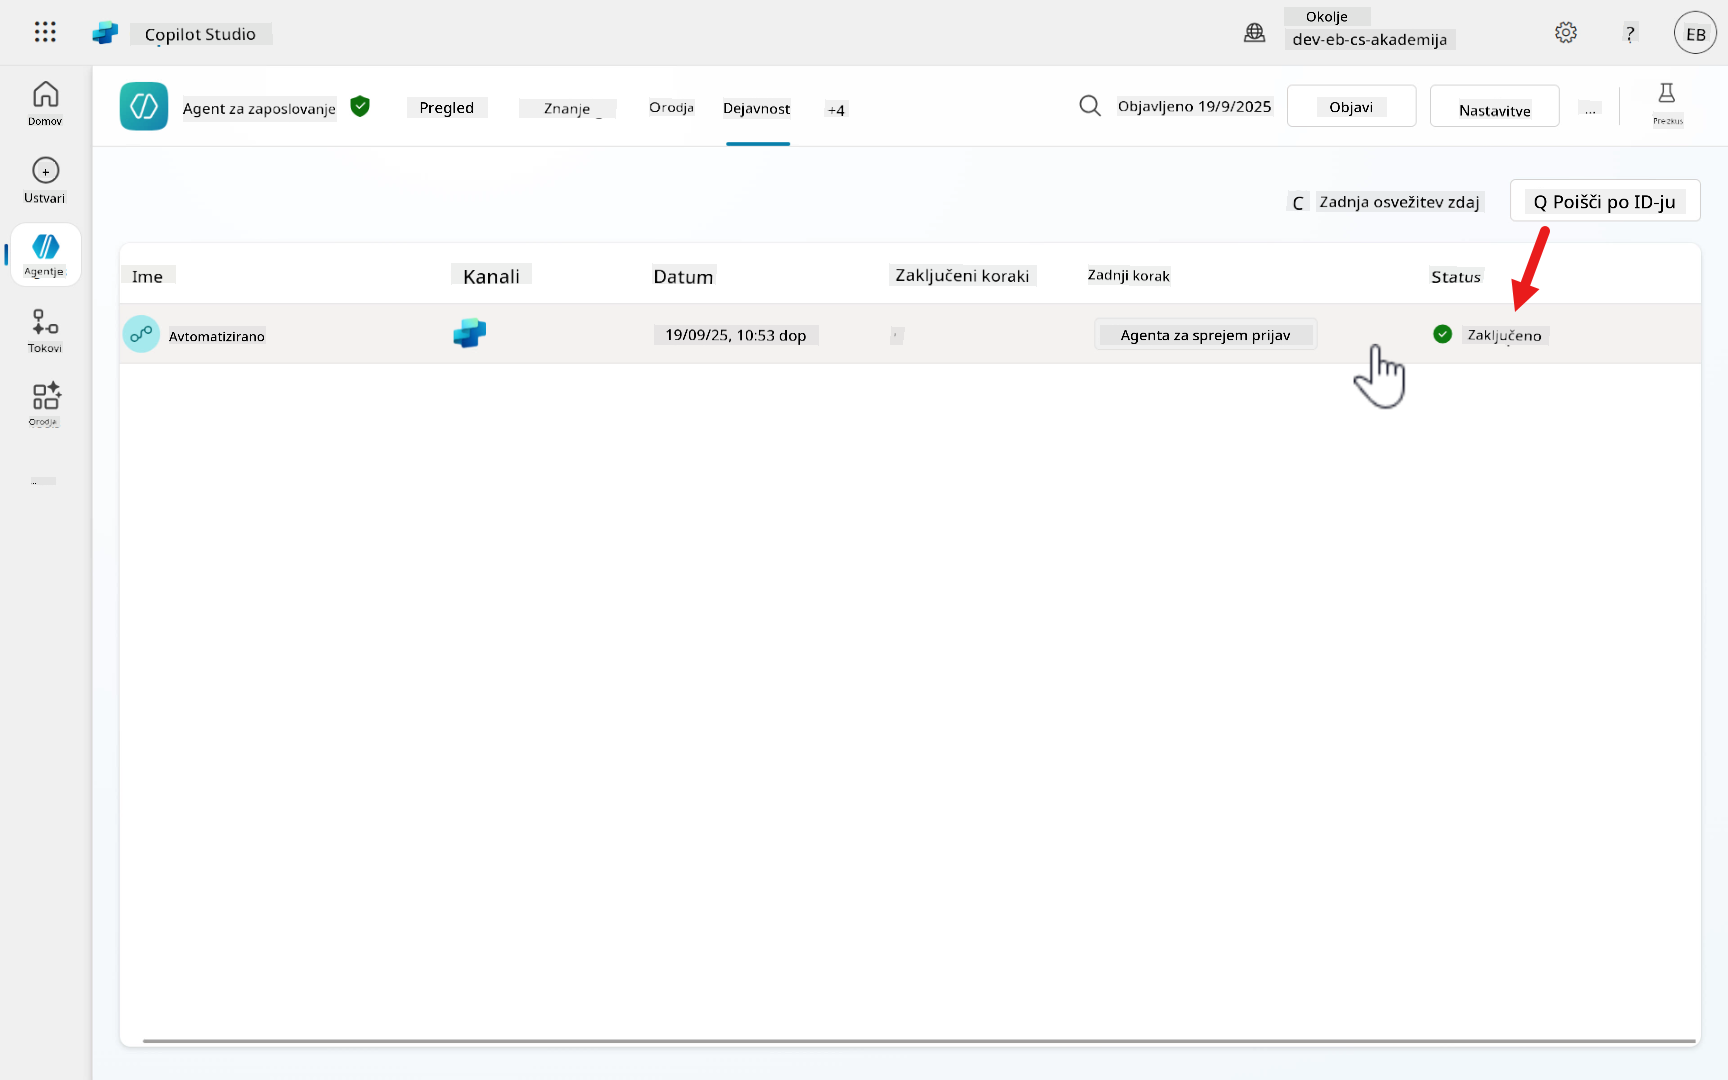 Copilot Studio
Okolje
dev-eb-cs-akademija
?
EB
Domov
Ustvari
Agentje
Tokovi
Orodja
Agent za zaposlovanje
Pregled
Znanje
Orodja
Dejavnost
+4
Objavljeno 19/9/2025
Objavi
Nastavitve
...
Preizkus
C Zadnja osvežitev zdaj
Q Poišči po ID-ju
Ime
Kanali
Datum
Zaključeni koraki
Zadnji korak
Status
Avtomatizirano
19/09/25, 10:53 dop
Agenta za sprejem prijav
Zaključeno